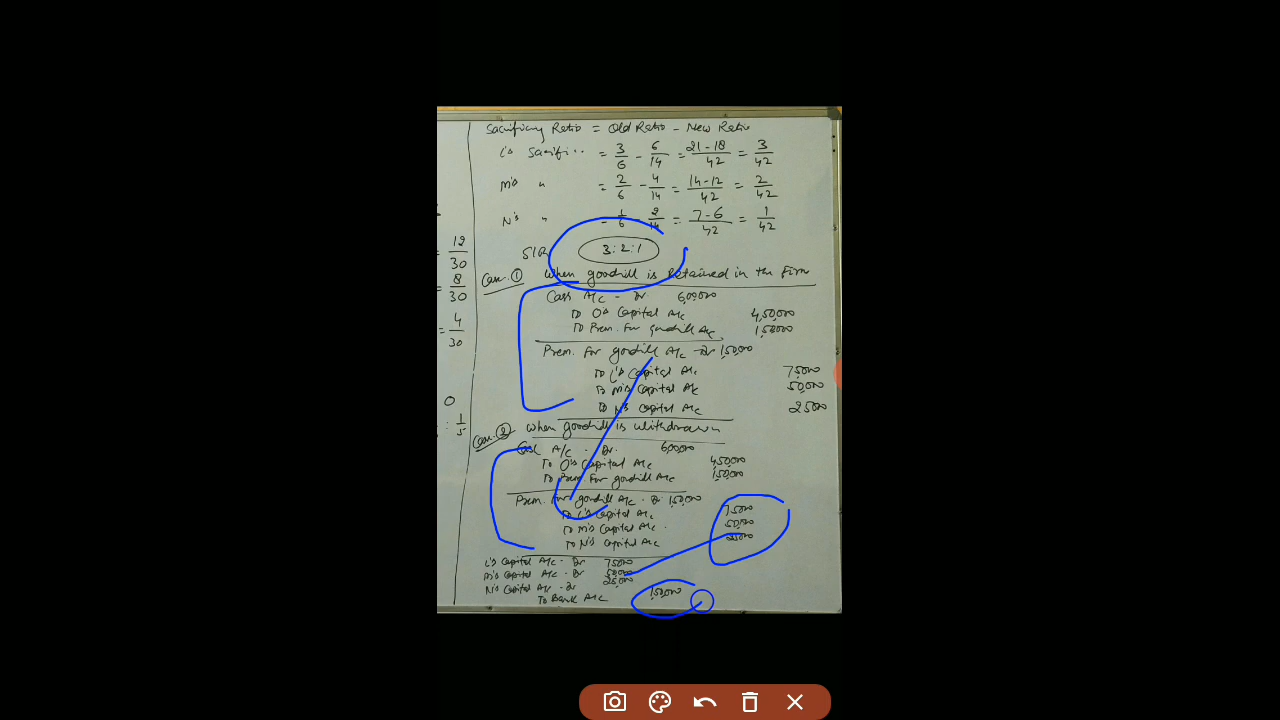 Sacrificing Ratio = Old Ratio - New Ratio
L's Sacrifi... = 3/6 - 6/14 = 21-18/42 = 3/42
M's " = 2/6 - 4/14 = 14-12/42 = 2/42
N's " = 1/6 - 2/14 = 7-6/42 = 1/42
= 12/30
= 8/30
= 4/30
0
: 1/5
S/R 3:2:1
Case. ① When goodwill is Retained in the firm
Cash A/c - Dr 6,00,000
To O's Capital A/c 4,50,000
To Prem. For goodwill A/c 1,50,000
Prem. For goodwill A/c - Dr 1,50,000
To L's Capital A/c 75,000
To M's Capital A/c 50,000
To N's Capital A/c 25,000
Case. ② When goodwill is withdrawn
Cash A/c - Dr. 6,00,000
To O's Capital A/c 4,50,000
To Prem. For goodwill A/c 1,50,000
Prem. For goodwill A/c - Dr 1,50,000
To L's Capital A/c 75,000
To M's Capital A/c - 50,000
To N's Capital A/c 25,000
L's Capital A/c - Dr 75,000
M's Capital A/c - Dr 50,000
N's Capital A/c - Dr 25,000
To Bank A/c 1,50,000